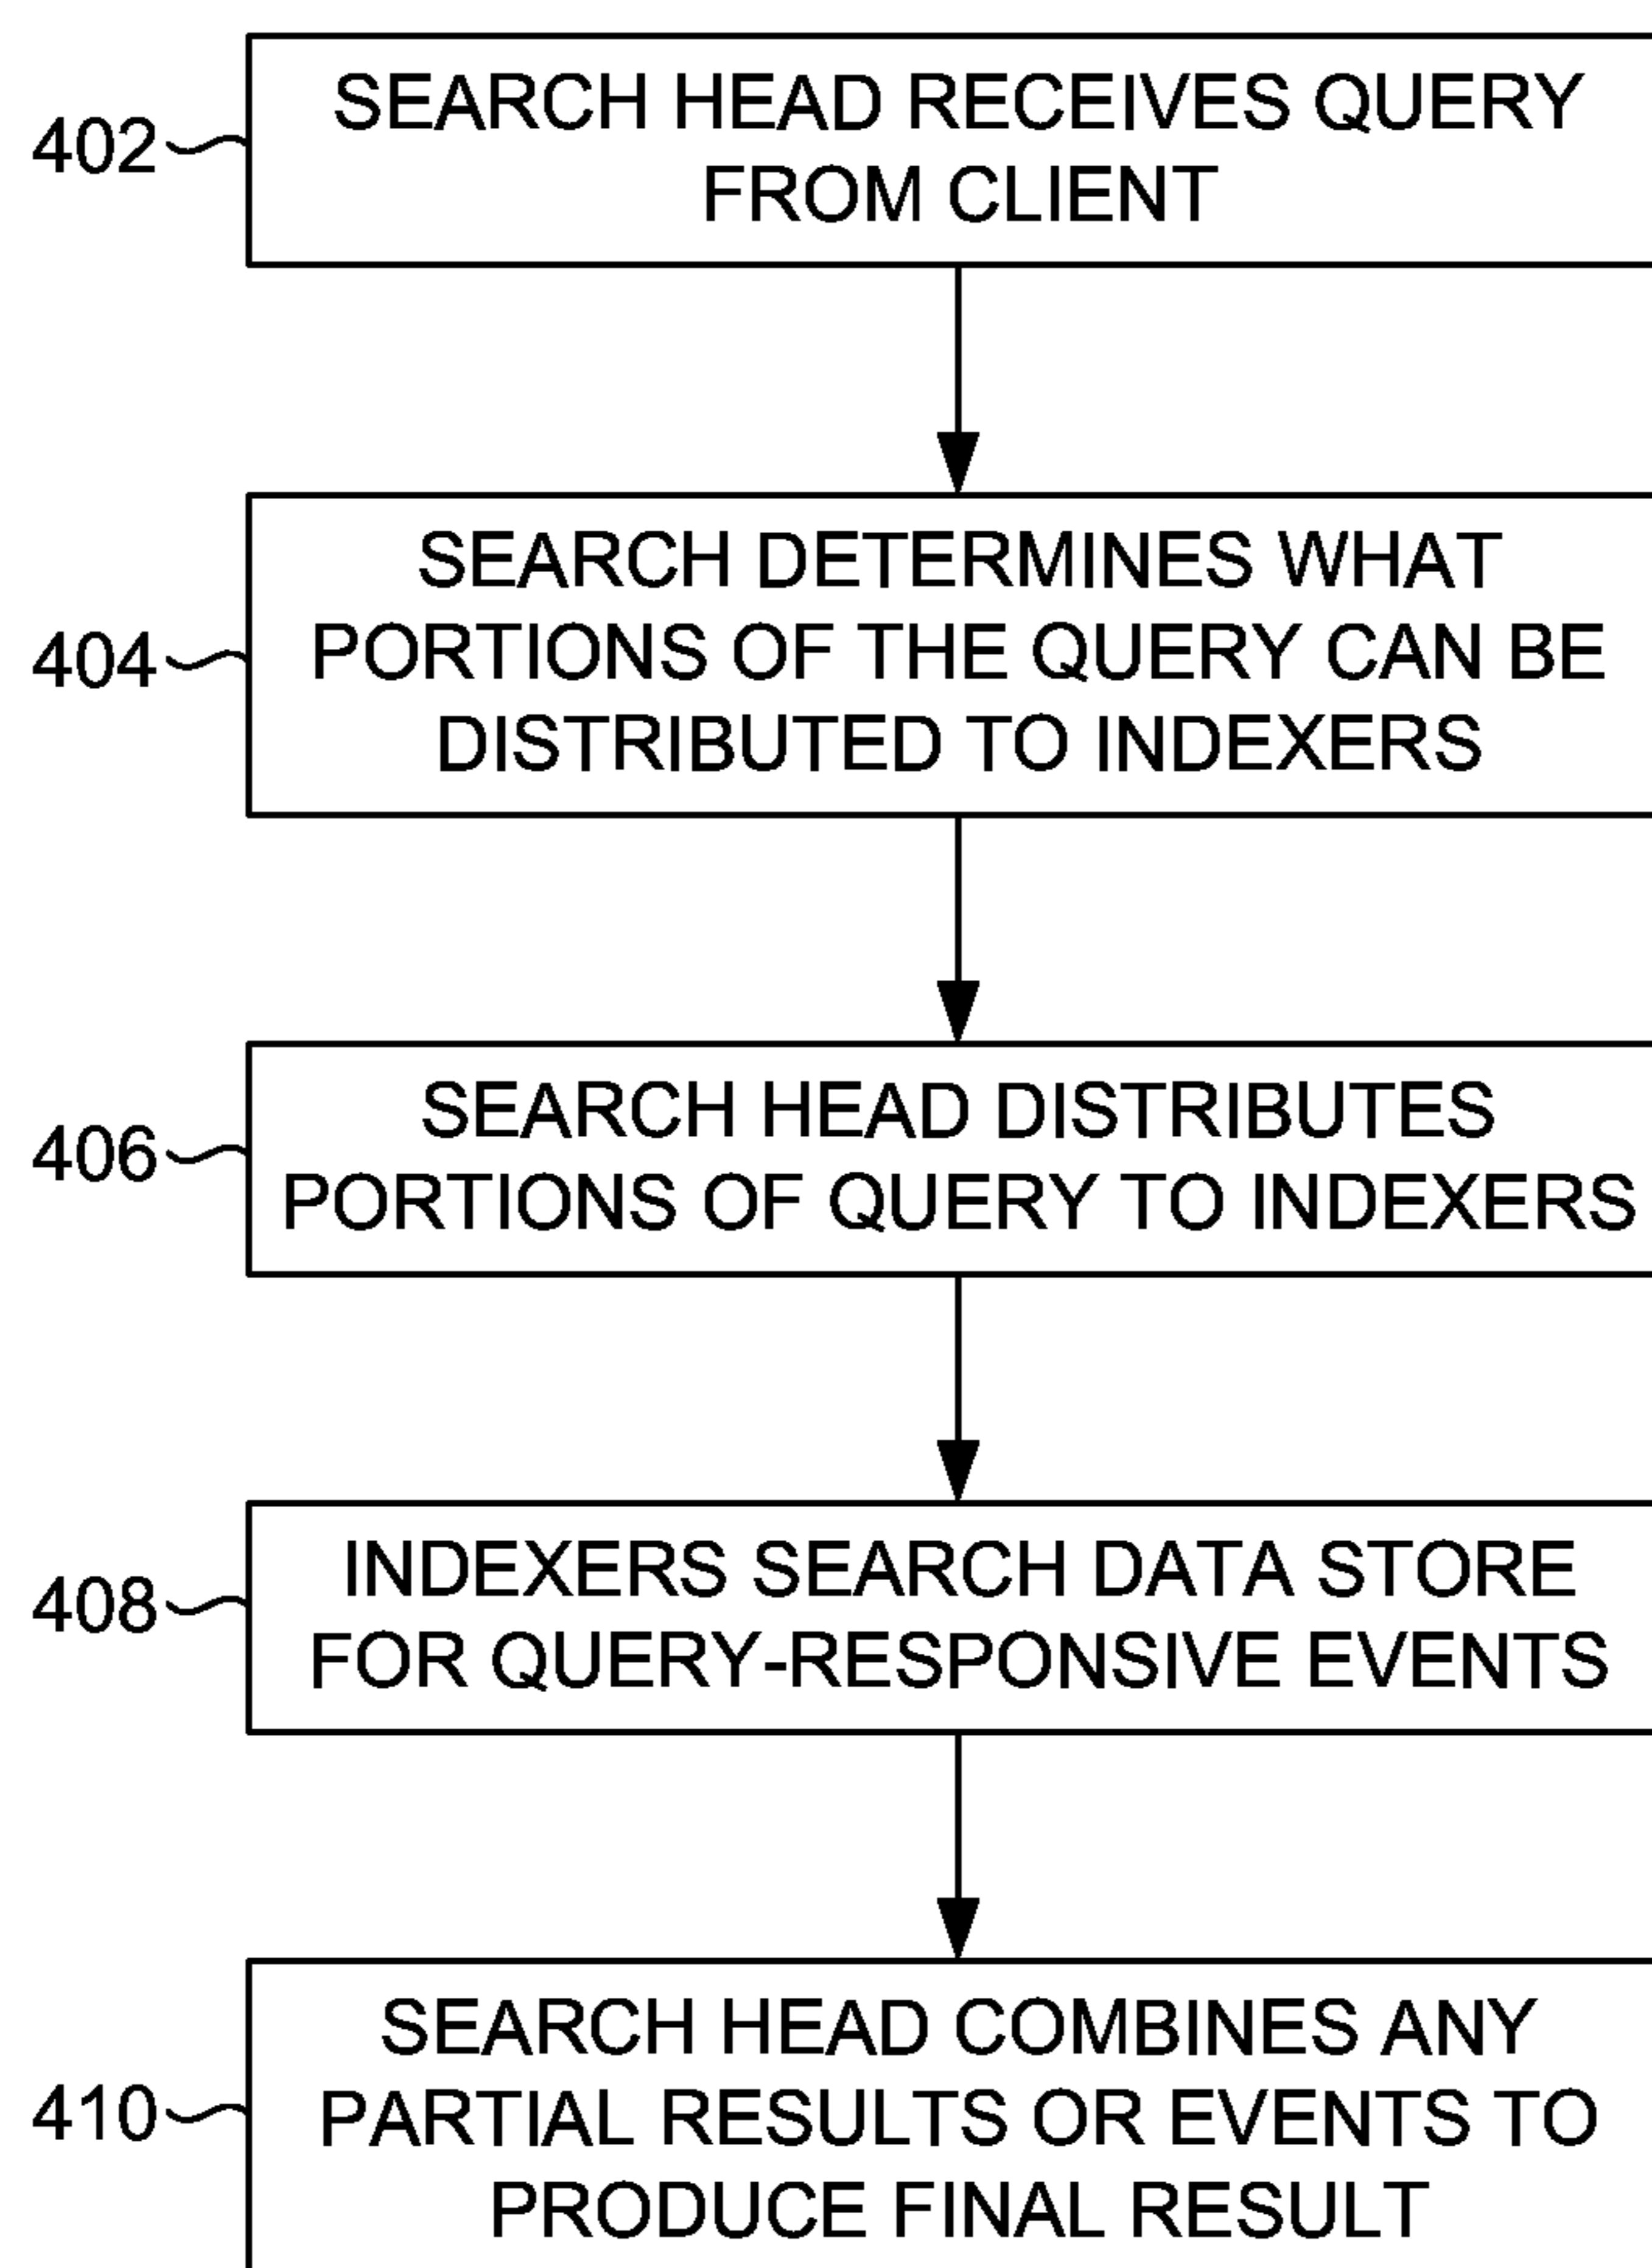 SEARCH HEAD RECEIVES QUERY
FROM CLIENT
402
SEARCH DETERMINES WHAT
PORTIONS OF THE QUERY CAN BE
DISTRIBUTED TO INDEXERS
404
SEARCH HEAD DISTRIBUTES
PORTIONS OF QUERY TO INDEXERS
406
INDEXERS SEARCH DATA STORE
FOR QUERY-RESPONSIVE EVENTS
408
SEARCH HEAD COMBINES ANY
PARTIAL RESULTS OR EVENTS TO
PRODUCE FINAL RESULT
410